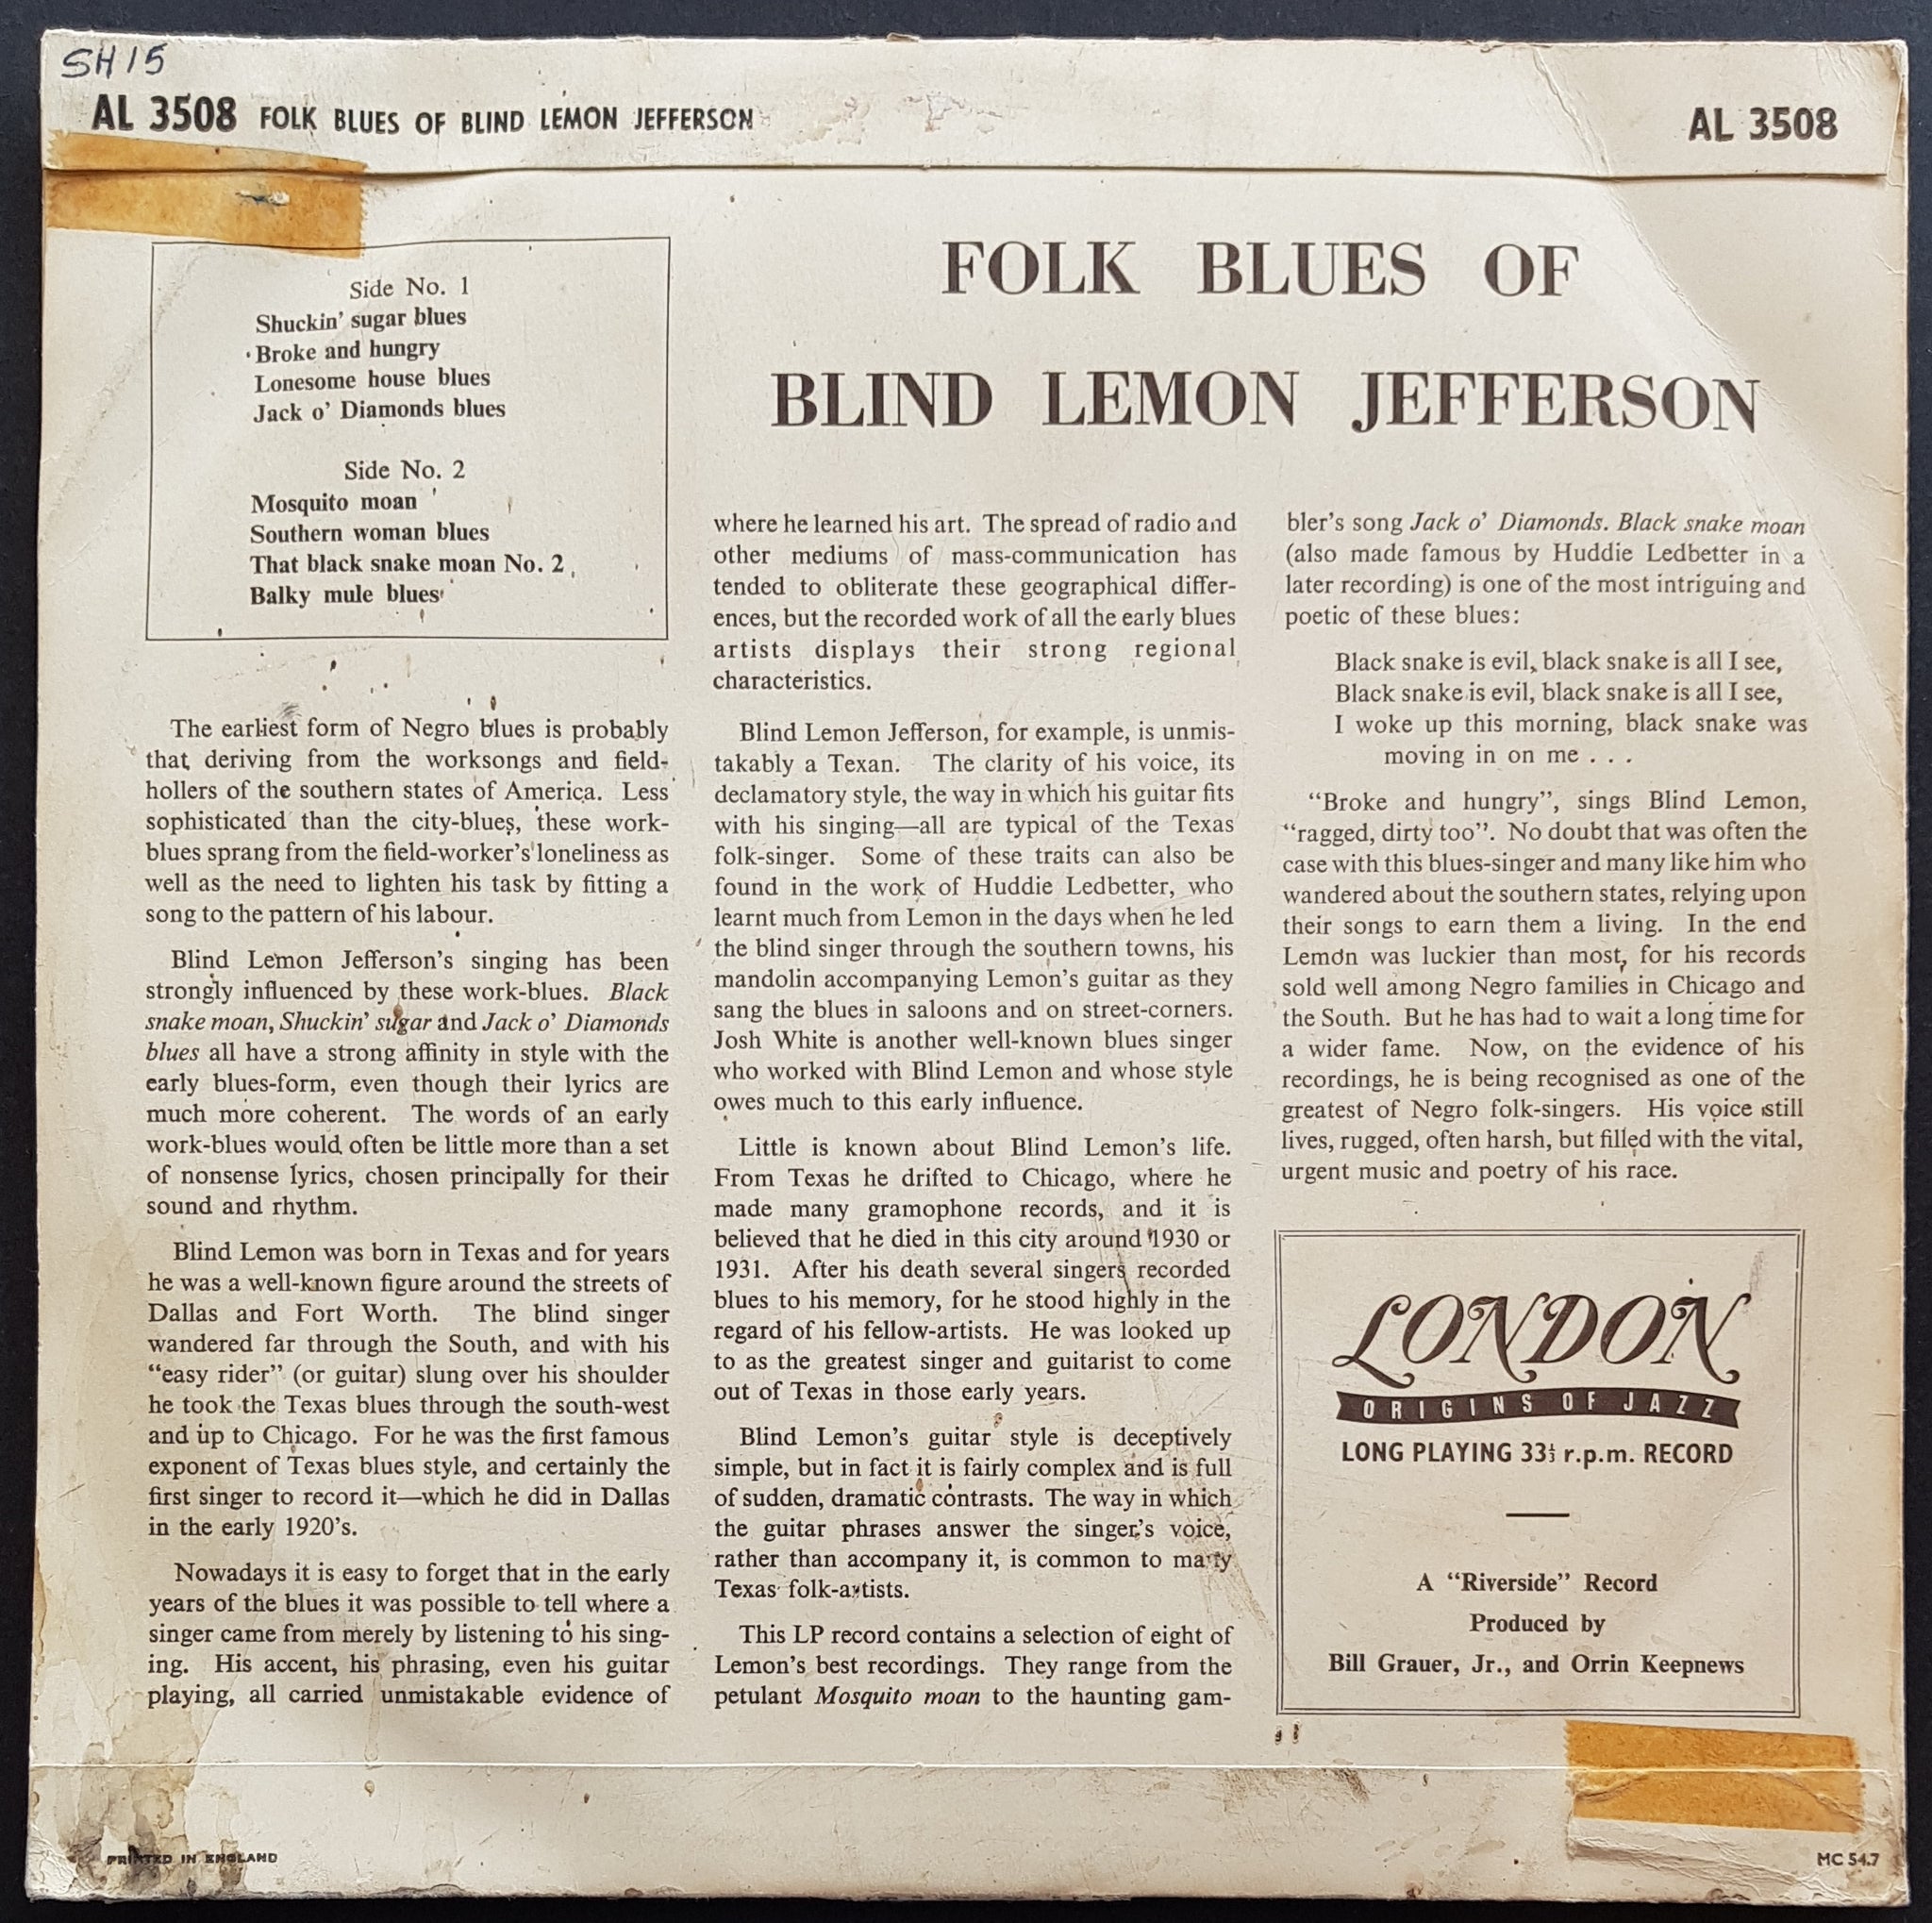 SH15
AL 3508 FOLK BLUES OF BLIND LEMON JEFFERSON
AL 3508
FOLK BLUES OF
BLIND LEMON JEFFERSON
Side No. 1
Shuckin' sugar blues
Broke and hungry
Lonesome house blues
Jack o' Diamonds blues
Side No. 2
Mosquito moan
Southern woman blues
That black snake moan No. 2
Balky mule blues
The earliest form of Negro blues is probably
that deriving from the worksongs and field-
hollers of the southern states of America. Less
sophisticated than the city-blues, these work-
blues sprang from the field-worker's loneliness as
well as the need to lighten his task by fitting a
song to the pattern of his labour.
Blind Lemon Jefferson's singing has been
strongly influenced by these work-blues. Black
snake moan, Shuckin' sugar and Jack o' Diamonds
blues all have a strong affinity in style with the
early blues-form, even though their lyrics are
much more coherent. The words of an early
work-blues would often be little more than a set
of nonsense lyrics, chosen principally for their
sound and rhythm.
Blind Lemon was born in Texas and for years
he was a well-known figure around the streets of
Dallas and Fort Worth. The blind singer
wandered far through the South, and with his
"easy rider" (or guitar) slung over his shoulder
he took the Texas blues through the south-west
and up to Chicago. For he was the first famous
exponent of Texas blues style, and certainly the
first singer to record it—which he did in Dallas
in the early 1920's.
Nowadays it is easy to forget that in the early
years of the blues it was possible to tell where a
singer came from merely by listening to his sing-
ing. His accent, his phrasing, even his guitar
playing, all carried unmistakable evidence of
where he learned his art. The spread of radio and
other mediums of mass-communication has
tended to obliterate these geographical differ-
ences, but the recorded work of all the early blues
artists displays their strong regional
characteristics.
Blind Lemon Jefferson, for example, is unmis-
takably a Texan. The clarity of his voice, its
declamatory style, the way in which his guitar fits
with his singing—all are typical of the Texas
folk-singer. Some of these traits can also be
found in the work of Huddie Ledbetter, who
learnt much from Lemon in the days when he led
the blind singer through the southern towns, his
mandolin accompanying Lemon's guitar as they
sang the blues in saloons and on street-corners.
Josh White is another well-known blues singer
who worked with Blind Lemon and whose style
owes much to this early influence.
Little is known about Blind Lemon's life.
From Texas he drifted to Chicago, where he
made many gramophone records, and it is
believed that he died in this city around 1930 or
1931. After his death several singers recorded
blues to his memory, for he stood highly in the
regard of his fellow-artists. He was looked up
to as the greatest singer and guitarist to come
out of Texas in those early years.
Blind Lemon's guitar style is deceptively
simple, but in fact it is fairly complex and is full
of sudden, dramatic contrasts. The way in which
the guitar phrases answer the singer's voice,
rather than accompany it, is common to many
Texas folk-artists.
This LP record contains a selection of eight of
Lemon's best recordings. They range from the
petulant Mosquito moan to the haunting gam-
bler's song Jack o' Diamonds. Black snake moan
(also made famous by Huddie Ledbetter in a
later recording) is one of the most intriguing and
poetic of these blues:
Black snake is evil, black snake is all I see,
Black snake is evil, black snake is all I see,
I woke up this morning, black snake was
moving in on me . . .
"Broke and hungry", sings Blind Lemon,
"ragged, dirty too". No doubt that was often the
case with this blues-singer and many like him who
wandered about the southern states, relying upon
their songs to earn them a living. In the end
Lemon was luckier than most, for his records
sold well among Negro families in Chicago and
the South. But he has had to wait a long time for
a wider fame. Now, on the evidence of his
recordings, he is being recognised as one of the
greatest of Negro folk-singers. His voice still
lives, rugged, often harsh, but filled with the vital,
urgent music and poetry of his race.
LONDON
ORIGINS OF JAZZ
LONG PLAYING 33⅓ r.p.m. RECORD
A "Riverside" Record
Produced by
Bill Grauer, Jr., and Orrin Keepnews
PRINTED IN ENGLAND
MC 54.7